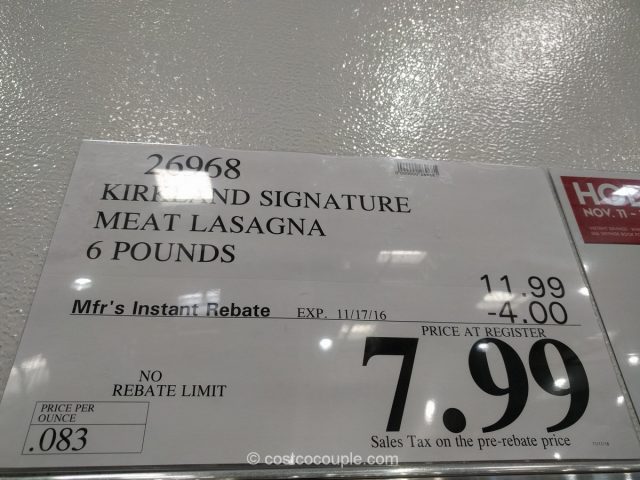 26968
KIRKLAND SIGNATURE
MEAT LASAGNA
6 POUNDS
11.99
Mfr's Instant Rebate EXP. 11/17/16 -4.00
PRICE AT REGISTER
7.99
NO
REBATE LIMIT
PRICE PER
OUNCE
.083
Sales Tax on the pre-rebate price
NOV. 11 -
© costcocouple.com